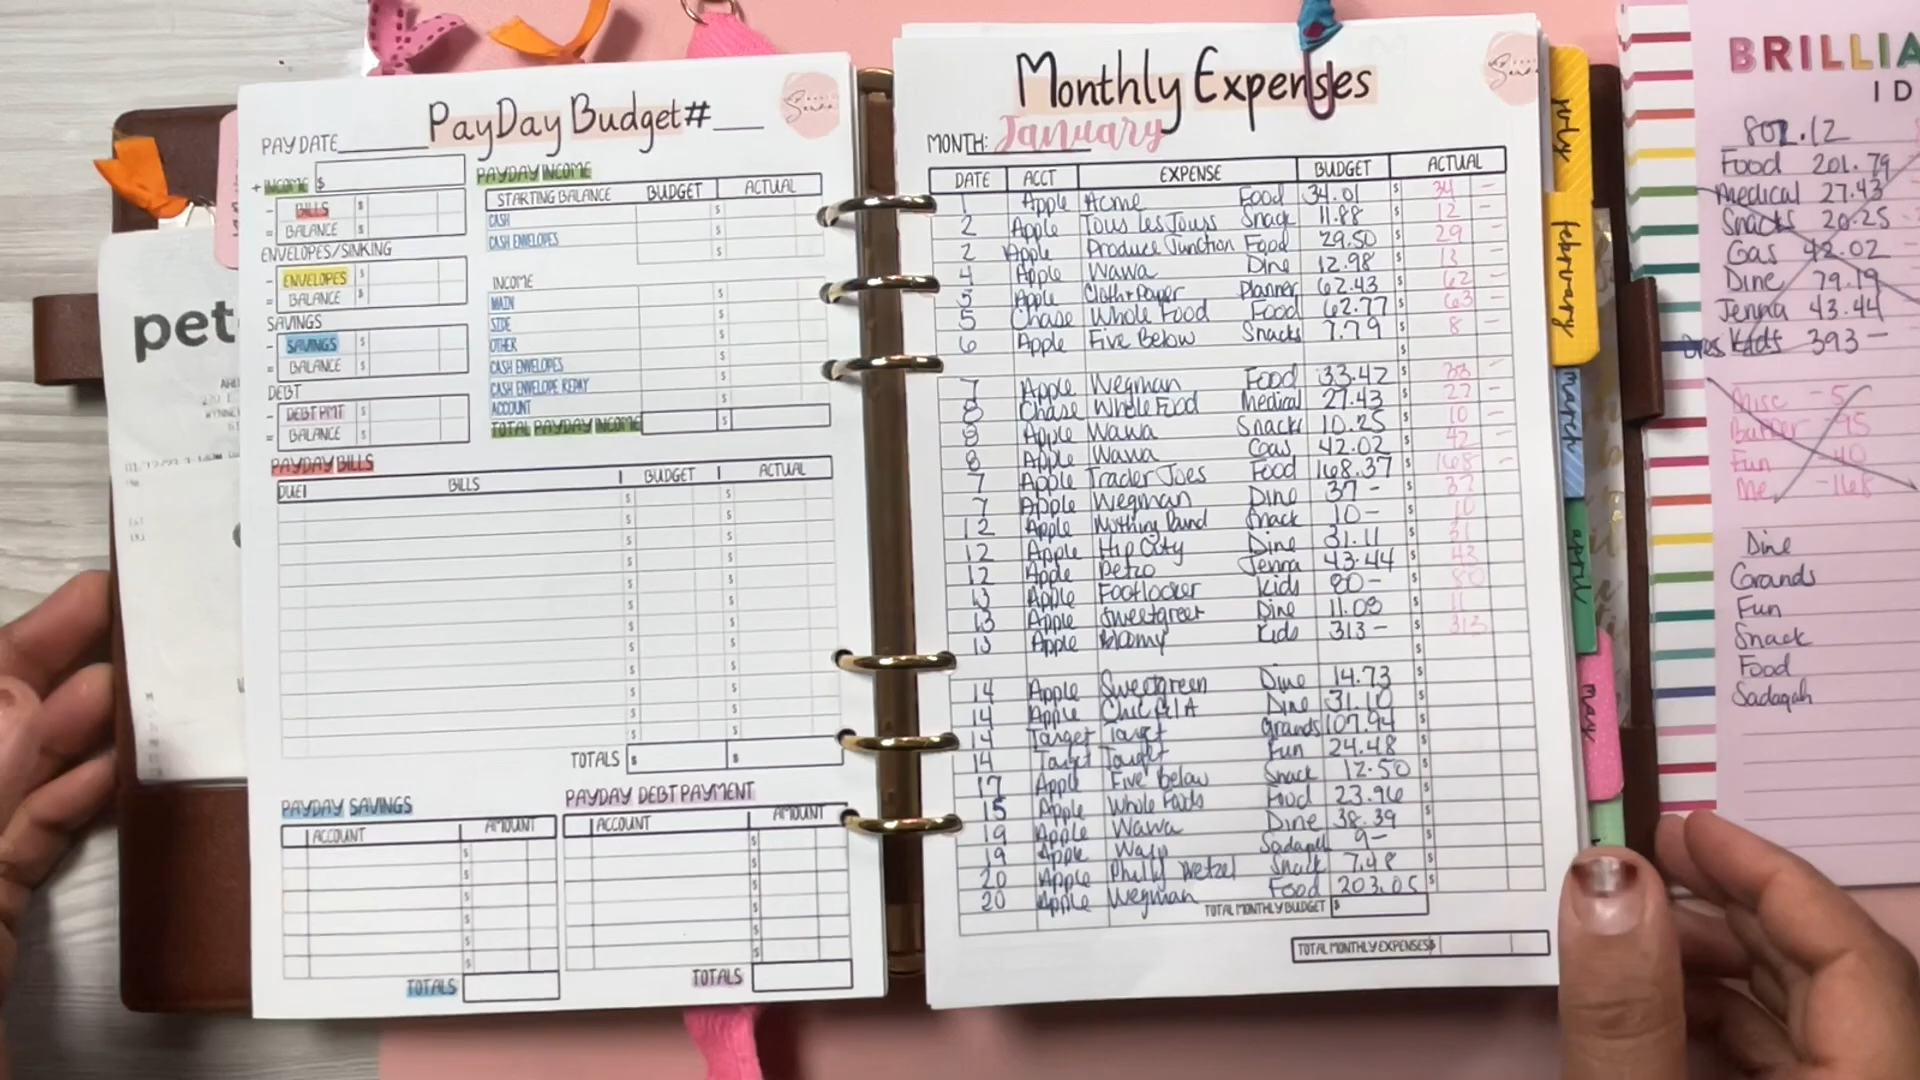 PayDay Budget#
PAY DATE
+ INCOME $
- BILLS $
= BALANCE $
ENVELOPES/SINKING
- ENVELOPES $
= BALANCE $
SAVINGS
- SAVINGS $
= BALANCE $
DEBT
- DEBT PMT $
= BALANCE $
PAYDAY INCOME
STARTING BALANCE BUDGET ACTUAL
CASH $
CASH ENVELOPES $
$
INCOME
MAIN $
SIDE $
OTHER $
CASH ENVELOPES $
CASH ENVELOPE REPAY $
ACCOUNT $
TOTAL PAYDAY INCOME $
PAYDAY BILLS
DUE BILLS BUDGET ACTUAL
TOTALS $ $
PAYDAY SAVINGS
ACCOUNT AMOUNT
TOTALS
PAYDAY DEBT PAYMENT
ACCOUNT AMOUNT
TOTALS
pet
Monthly Expenses
MONTH: January
DATE ACCT EXPENSE BUDGET ACTUAL
1 Apple Acme Food 34.01 $ 34 -
2 Apple Tous Les Jours Snack 11.88 $ 12 -
2 Apple Produce Junction Food 29.50 $ 29 -
4 Apple Wawa Dine 12.98 $ 13 -
5 Apple Cloth+Paper Planner 62.43 $ 62 -
5 Chase Whole Food Food 62.77 $ 63 -
6 Apple Five Below Snacks 7.79 $ 8 -
7 Apple Wegman Food 33.42 $ 33 -
8 Chase Whole Food Medical 27.43 $ 27 -
8 Apple Wawa Snack 10.25 $ 10 -
8 Apple Wawa Gas 42.02 $ 42 -
7 Apple Trader Joes Food 168.37 $ 168 -
7 Apple Wegman Dine 37 - $ 37
12 Apple Nothing Bund Snack 10 - $ 10
12 Apple Hip City Dine 31.11 $ 31
12 Apple Petco Jenna 43.44 $ 43
13 Apple Footlocker Kids 80 - $ 80
13 Apple Sweetgreen Dine 11.08 $ 11
13 Apple Kids 313 - $ 313
14 Apple Sweetgreen Dine 14.73 $
14 Apple Chic fil A Dine 31.10 $
14 Target Target Grands 107.94 $
14 Target Target Fun 24.48 $
17 Apple Five below Snack 12.50 $
15 Apple Whole Foods Food 23.96 $
19 Apple Wawa Dine 38.39 $
19 Apple Sadaqah 9 - $
20 Apple Philly Pretzel Snack 7.48 $
20 Apple Wegman Food 203.05 $
TOTAL MONTHLY BUDGET $
TOTAL MONTHLY EXPENSES $
january
february
march
april
may
BRILLIA
ID
802.12
Food 201.79
Medical 27.43
Snacks 20.25
Gas 42.02
Dine 79.19
Jenna 43.44
Kids 393 -
Misc - 5
95
Fun 40
Me - 168
Dine
Grands
Fun
Snack
Food
Sadaqah